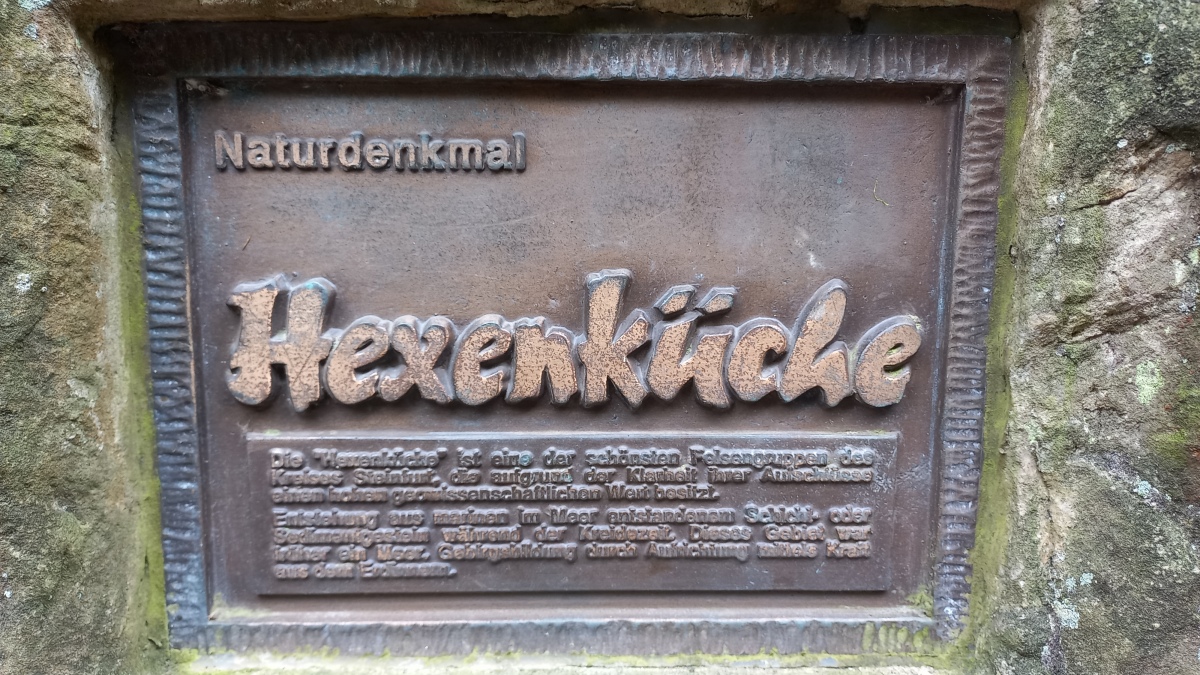 Naturdenkmal
Hexenküche
Die "Hexenküche" ist eine der schönsten Felsengruppen des
Kreises Steinfurt, die aufgrund der Klarheit ihrer Aufschlüsse
einen hohen geowissenschaftlichen Wert besitzt.
Entstehung aus marinen im Meer entstandenem Schicht- oder
Sedimentgestein während der Kreidezeit. Dieses Gebiet war
früher ein Meer. Gebirgsbildung durch Aufrichtung mittels Kraft
aus dem Erdinnern.